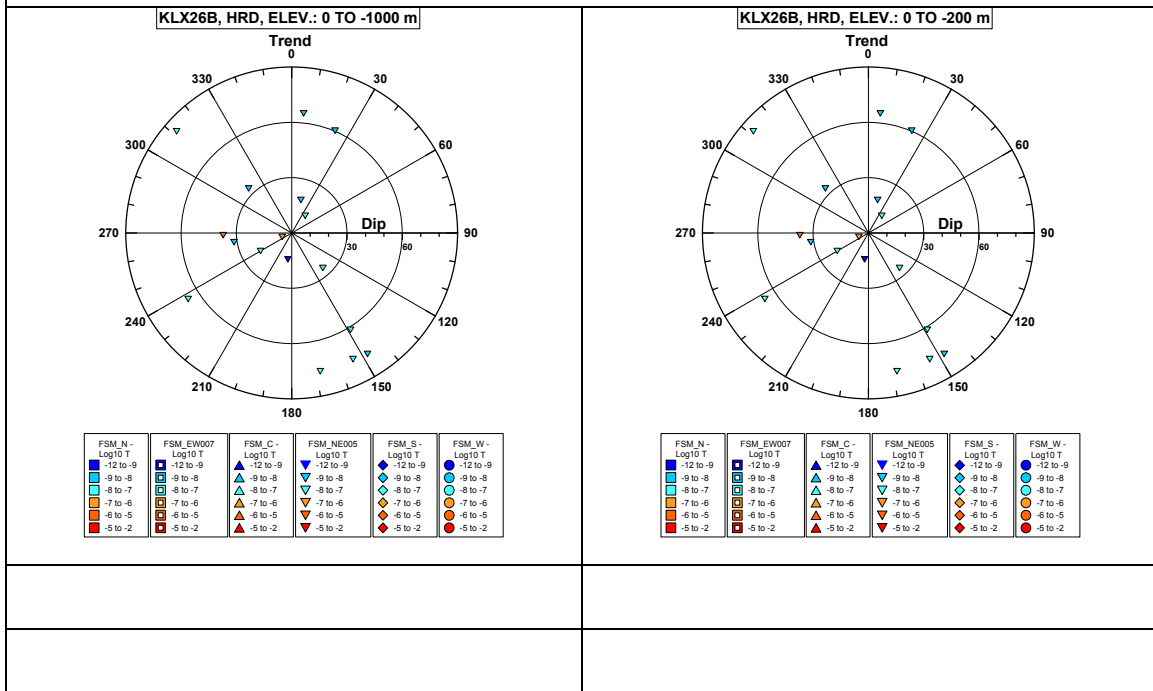 KLX26B, HRD, ELEV.: 0 TO -1000 m
Trend
0
330 30
300 60
Dip
270 90
30 60
240 120
210 150
180
FSM_N - FSM_EW007 FSM_C - FSM_NE005 FSM_S - FSM_W -
Log10 T Log10 T Log10 T Log10 T Log10 T Log10 T
-12 to -9 -12 to -9 -12 to -9 -12 to -9 -12 to -9 -12 to -9
-9 to -8 -9 to -8 -9 to -8 -9 to -8 -9 to -8 -9 to -8
-8 to -7 -8 to -7 -8 to -7 -8 to -7 -8 to -7 -8 to -7
-7 to -6 -7 to -6 -7 to -6 -7 to -6 -7 to -6 -7 to -6
-6 to -5 -6 to -5 -6 to -5 -6 to -5 -6 to -5 -6 to -5
-5 to -2 -5 to -2 -5 to -2 -5 to -2 -5 to -2 -5 to -2
KLX26B, HRD, ELEV.: 0 TO -200 m
Trend
0
330 30
300 60
Dip
270 90
30 60
240 120
210 150
180
FSM_N - FSM_EW007 FSM_C - FSM_NE005 FSM_S - FSM_W -
Log10 T Log10 T Log10 T Log10 T Log10 T Log10 T
-12 to -9 -12 to -9 -12 to -9 -12 to -9 -12 to -9 -12 to -9
-9 to -8 -9 to -8 -9 to -8 -9 to -8 -9 to -8 -9 to -8
-8 to -7 -8 to -7 -8 to -7 -8 to -7 -8 to -7 -8 to -7
-7 to -6 -7 to -6 -7 to -6 -7 to -6 -7 to -6 -7 to -6
-6 to -5 -6 to -5 -6 to -5 -6 to -5 -6 to -5 -6 to -5
-5 to -2 -5 to -2 -5 to -2 -5 to -2 -5 to -2 -5 to -2